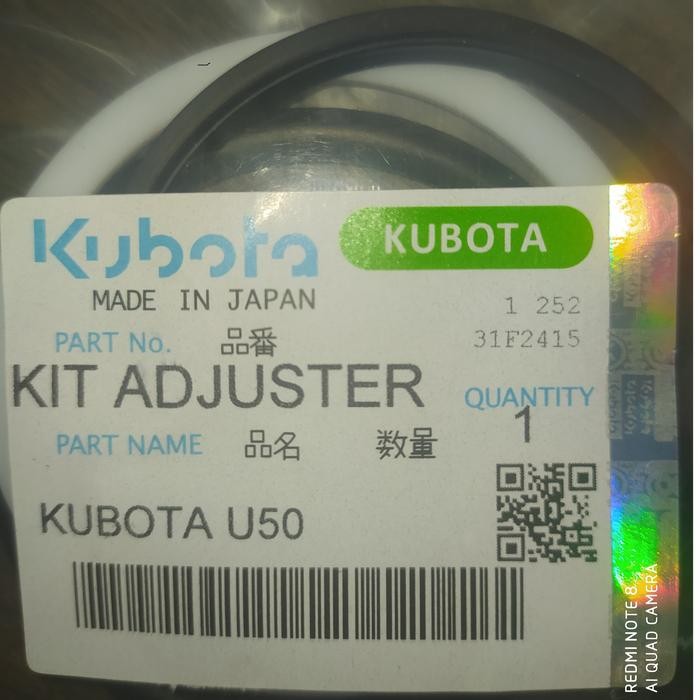 Kubota
KUBOTA
MADE IN JAPAN
1 252
PART No. 品番
31F2415
KIT ADJUSTER
QUANTITY
1
PART NAME 品名 数量
KUBOTA U50
REDMI NOTE 8
AI QUAD CAMERA